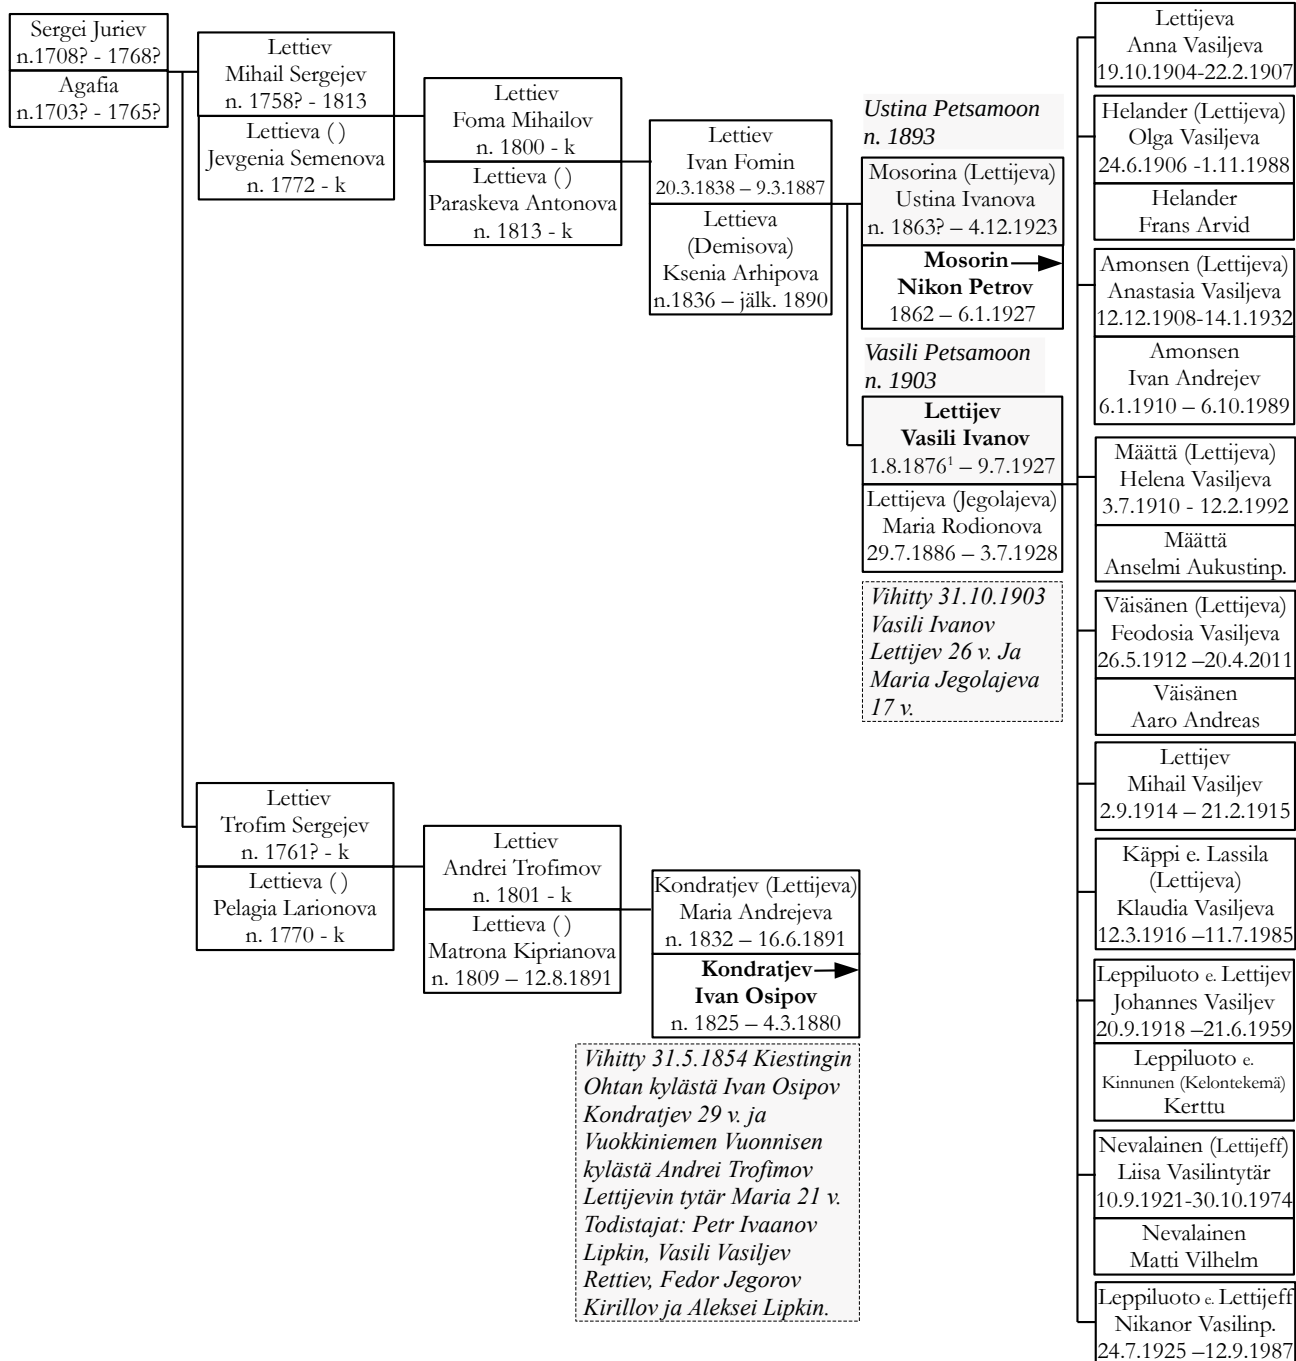 Sergei Juriev
n.1708? - 1768?
Agafia
n.1703? - 1765?
Lettiev
Mihail Sergejev
n. 1758? - 1813
Lettieva ( )
Jevgenia Semenova
n. 1772 - k
Lettiev
Foma Mihailov
n. 1800 - k
Lettieva ( )
Paraskeva Antonova
n. 1813 - k
Lettiev
Ivan Fomin
20.3.1838 – 9.3.1887
Lettieva
(Demisova)
Ksenia Arhipova
n.1836 – jälk. 1890
Ustina Petsamoon
n. 1893
Mosorina (Lettijeva)
Ustina Ivanova
n. 1863? – 4.12.1923
Mosorin
Nikon Petrov
1862 – 6.1.1927
Vasili Petsamoon
n. 1903
Lettijev
Vasili Ivanov
1.8.1876¹ – 9.7.1927
Lettijeva (Jegolajeva)
Maria Rodionova
29.7.1886 – 3.7.1928
Vihitty 31.10.1903
Vasili Ivanov
Lettijev 26 v. Ja
Maria Jegolajeva
17 v.
Lettijeva
Anna Vasiljeva
19.10.1904-22.2.1907
Helander (Lettijeva)
Olga Vasiljeva
24.6.1906 -1.11.1988
Helander
Frans Arvid
Amonsen (Lettijeva)
Anastasia Vasiljeva
12.12.1908-14.1.1932
Amonsen
Ivan Andrejev
6.1.1910 – 6.10.1989
Määttä (Lettijeva)
Helena Vasiljeva
3.7.1910 - 12.2.1992
Määttä
Anselmi Aukustinp.
Väisänen (Lettijeva)
Feodosia Vasiljeva
26.5.1912 –20.4.2011
Väisänen
Aaro Andreas
Lettijev
Mihail Vasiljev
2.9.1914 – 21.2.1915
Käppi e. Lassila
(Lettijeva)
Klaudia Vasiljeva
12.3.1916 –11.7.1985
Leppiluoto e. Lettijev
Johannes Vasiljev
20.9.1918 –21.6.1959
Leppiluoto e.
Kinnunen (Kelontekemä)
Kerttu
Nevalainen (Lettijeff)
Liisa Vasilintytär
10.9.1921-30.10.1974
Nevalainen
Matti Vilhelm
Leppiluoto e. Lettijeff
Nikanor Vasilinp.
24.7.1925 –12.9.1987
Lettiev
Trofim Sergejev
n. 1761? - k
Lettieva ( )
Pelagia Larionova
n. 1770 - k
Lettiev
Andrei Trofimov
n. 1801 - k
Lettieva ( )
Matrona Kiprianova
n. 1809 – 12.8.1891
Kondratjev (Lettijeva)
Maria Andrejeva
n. 1832 – 16.6.1891
Kondratjev
Ivan Osipov
n. 1825 – 4.3.1880
Vihitty 31.5.1854 Kiestingin
Ohtan kylästä Ivan Osipov
Kondratjev 29 v. ja
Vuokkiniemen Vuonnisen
kylästä Andrei Trofimov
Lettijevin tytär Maria 21 v.
Todistajat: Petr Ivaanov
Lipkin, Vasili Vasiljev
Rettiev, Fedor Jegorov
Kirillov ja Aleksei Lipkin.